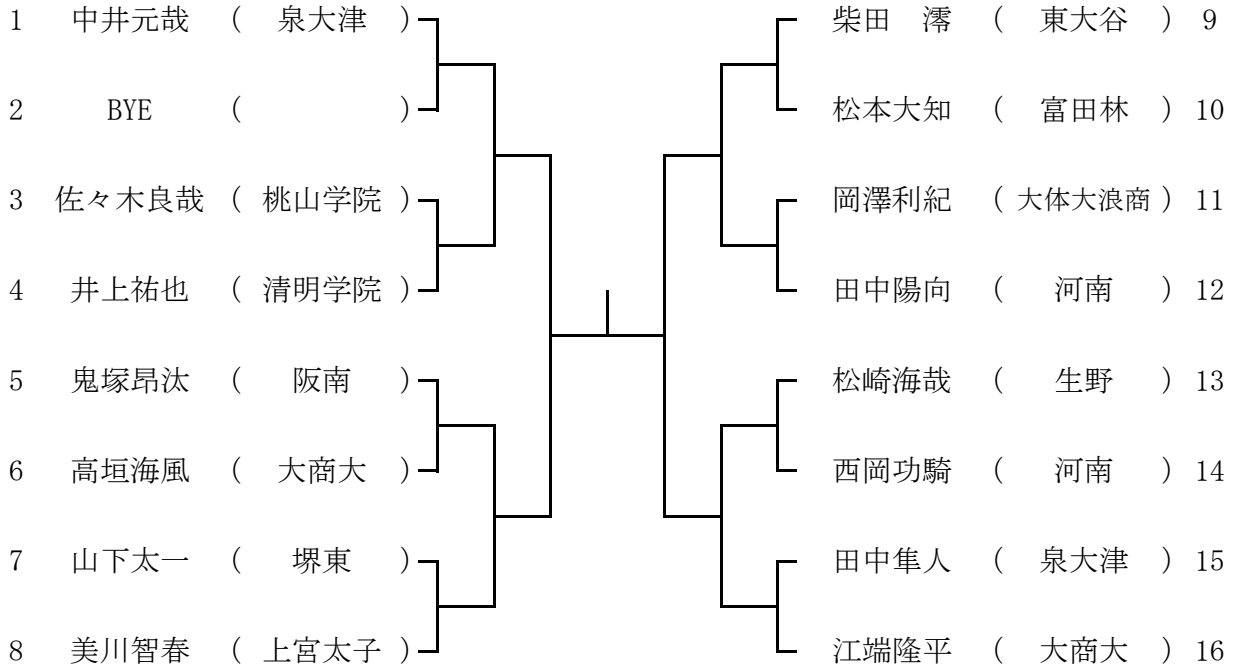 1 中井元哉 ( 泉大津 ) 柴田 澪 ( 東大谷 ) 9
2 BYE ( ) 松本大知 ( 富田林 ) 10
3 佐々木良哉 ( 桃山学院 ) 岡澤利紀 ( 大体大浪商 ) 11
4 井上祐也 ( 清明学院 ) 田中陽向 ( 河南 ) 12
5 鬼塚昂汰 ( 阪南 ) 松崎海哉 ( 生野 ) 13
6 高垣海風 ( 大商大 ) 西岡功騎 ( 河南 ) 14
7 山下太一 ( 堺東 ) 田中隼人 ( 泉大津 ) 15
8 美川智春 ( 上宮太子 ) 江端隆平 ( 大商大 ) 16